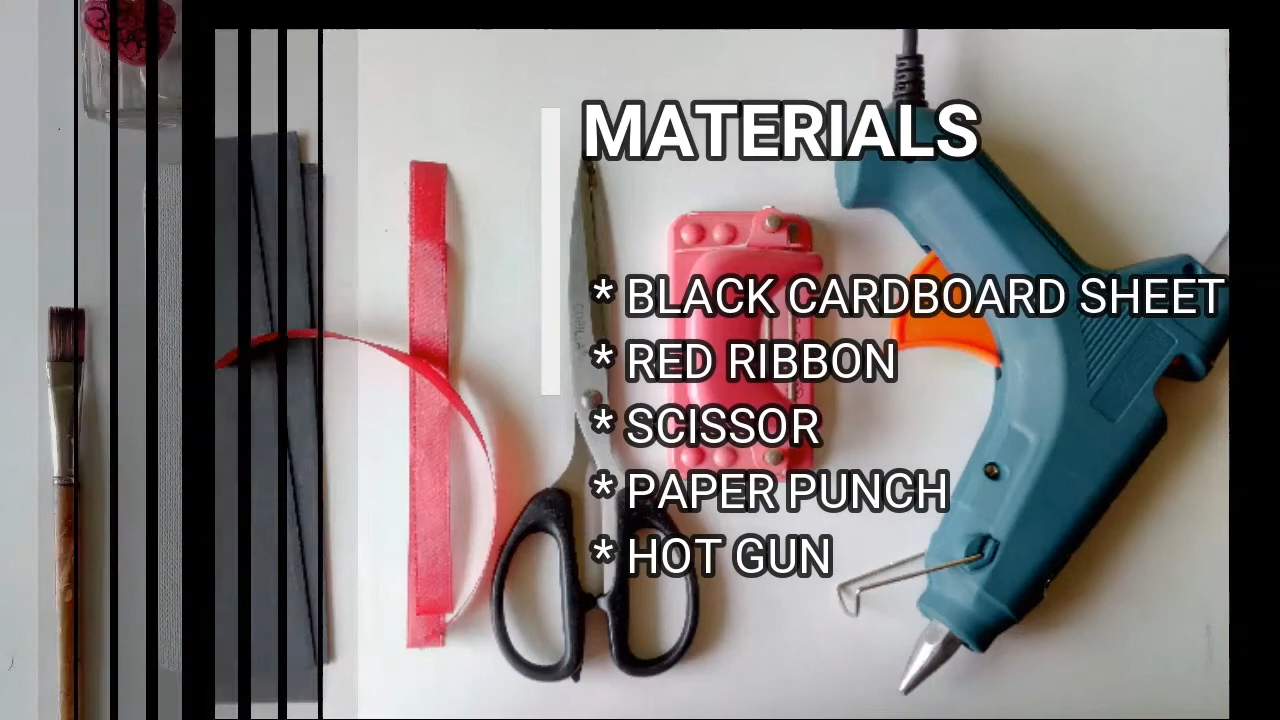 MATERIALS
* BLACK CARDBOARD SHEET
* RED RIBBON
* SCISSOR
* PAPER PUNCH
* HOT GUN